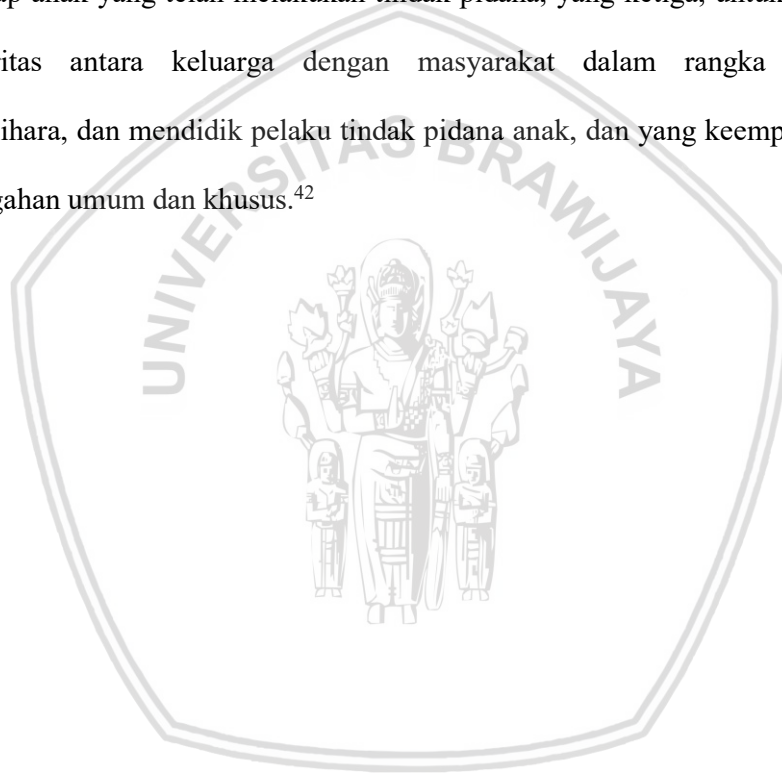 ap anak yang telah melakukan tindak pidana, yang ketiga, untuk
itas antara keluarga dengan masyarakat dalam rangka
ihara, dan mendidik pelaku tindak pidana anak, dan yang keemp
gahan umum dan khusus.42
UNIVERSITAS BRAWIJAYA